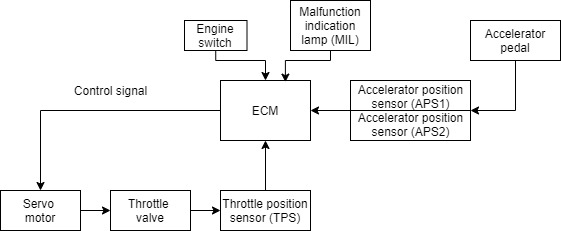 Engine
switch
Malfunction
indication
lamp (MIL)
Accelerator
pedal
Control signal
ECM
Accelerator position
sensor (APS1)
Accelerator position
sensor (APS2)
Servo
motor
Throttle
valve
Throttle position
sensor (TPS)